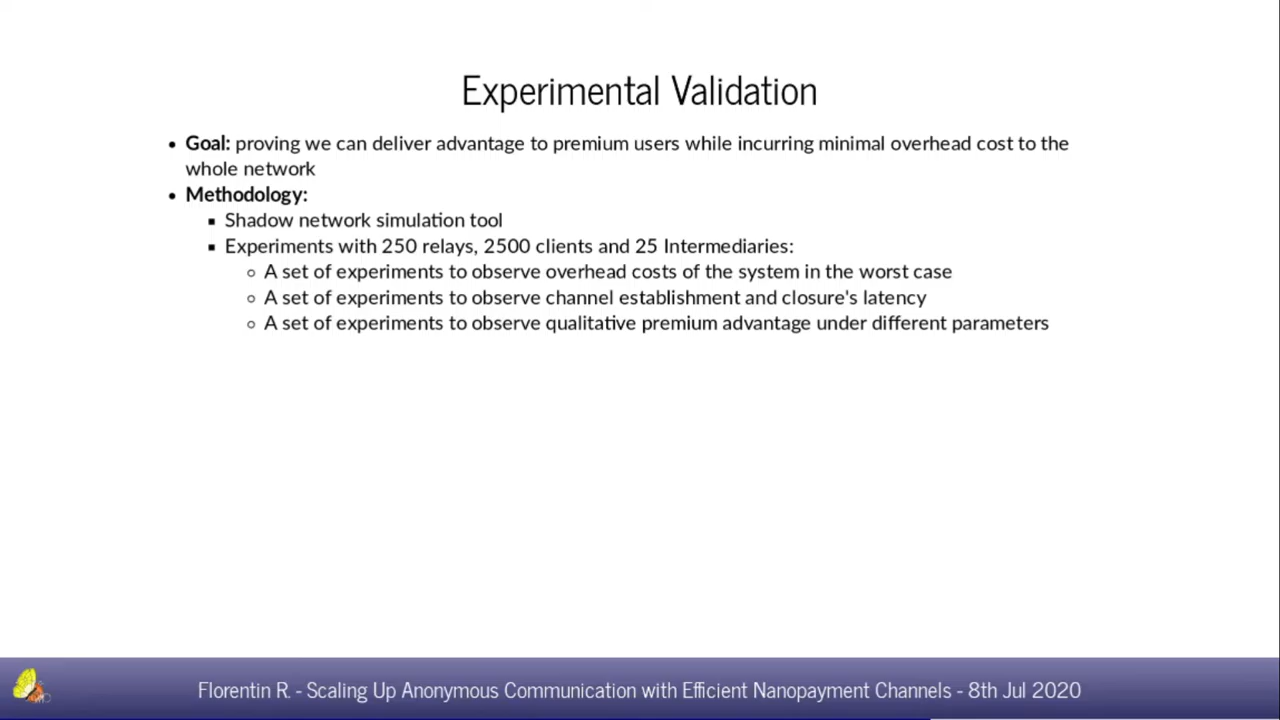 Experimental Validation
• Goal: proving we can deliver advantage to premium users while incurring minimal overhead cost to the
whole network
• Methodology:
▪ Shadow network simulation tool
▪ Experiments with 250 relays, 2500 clients and 25 Intermediaries:
◦ A set of experiments to observe overhead costs of the system in the worst case
◦ A set of experiments to observe channel establishment and closure's latency
◦ A set of experiments to observe qualitative premium advantage under different parameters
Florentin R. - Scaling Up Anonymous Communication with Efficient Nanopayment Channels - 8th Jul 2020